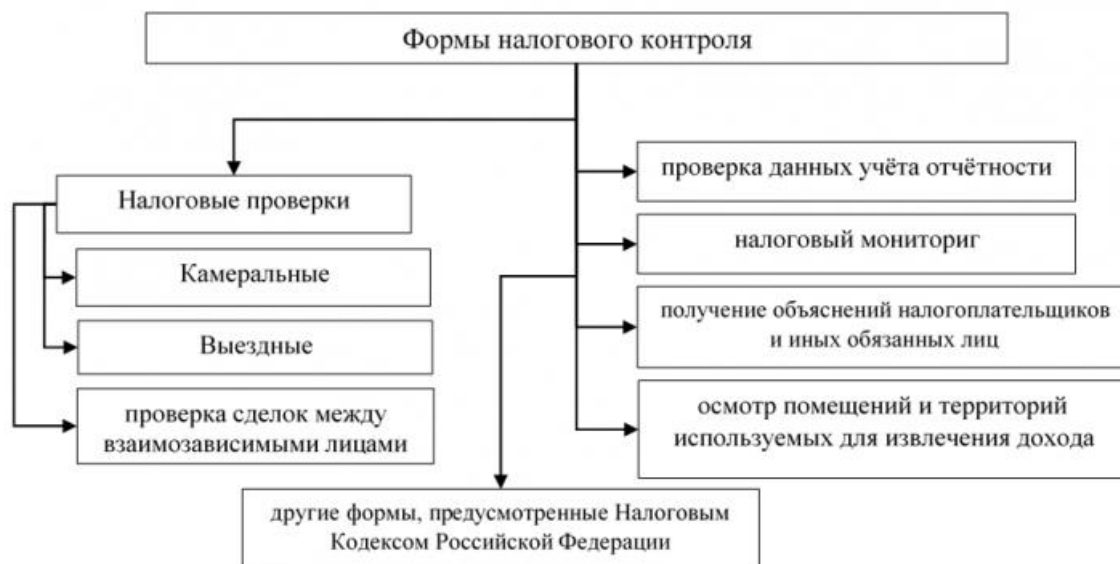 Формы налогового контроля
Налоговые проверки
Камеральные
Выездные
проверка сделок между
взаимозависимыми лицами
проверка данных учёта отчётности
налоговый мониториг
получение объяснений налогоплательщиков
и иных обязанных лиц
осмотр помещений и территорий
используемых для извлечения дохода
другие формы, предусмотренные Налоговым
Кодексом Российской Федерации